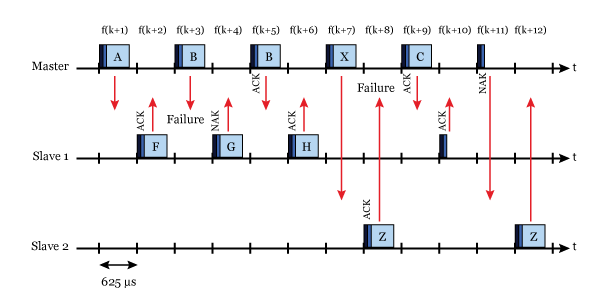 f(k+1) f(k+2) f(k+3) f(k+4) f(k+5) f(k+6) f(k+7) f(k+8) f(k+9) f(k+10) f(k+11) f(k+12)
Master A B B X C t
ACK ACK NAK
Failure
ACK Failure NAK ACK ACK
Slave 1 F G H t
ACK
Slave 2 Z Z t
625 µs